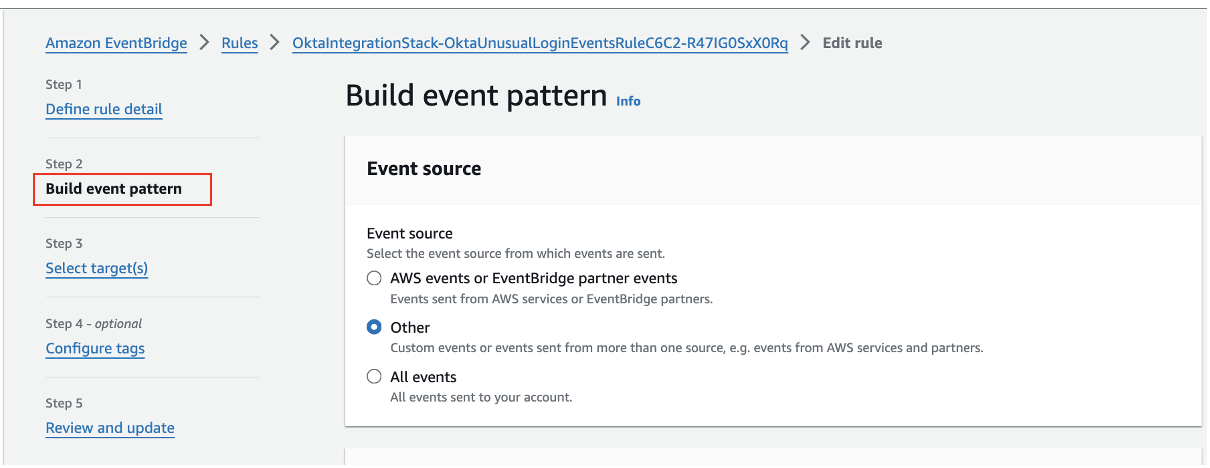 Amazon EventBridge > Rules > OktaIntegrationStack-OktaUnusualLoginEventsRuleC6C2-R47IG0SxX0Rq > Edit rule
Step 1
Define rule detail
Step 2
Build event pattern
Step 3
Select target(s)
Step 4 - optional
Configure tags
Step 5
Review and update
Build event pattern Info
Event source
Event source
Select the event source from which events are sent.
AWS events or EventBridge partner events
Events sent from AWS services or EventBridge partners.
Other
Custom events or events sent from more than one source, e.g. events from AWS services and partners.
All events
All events sent to your account.